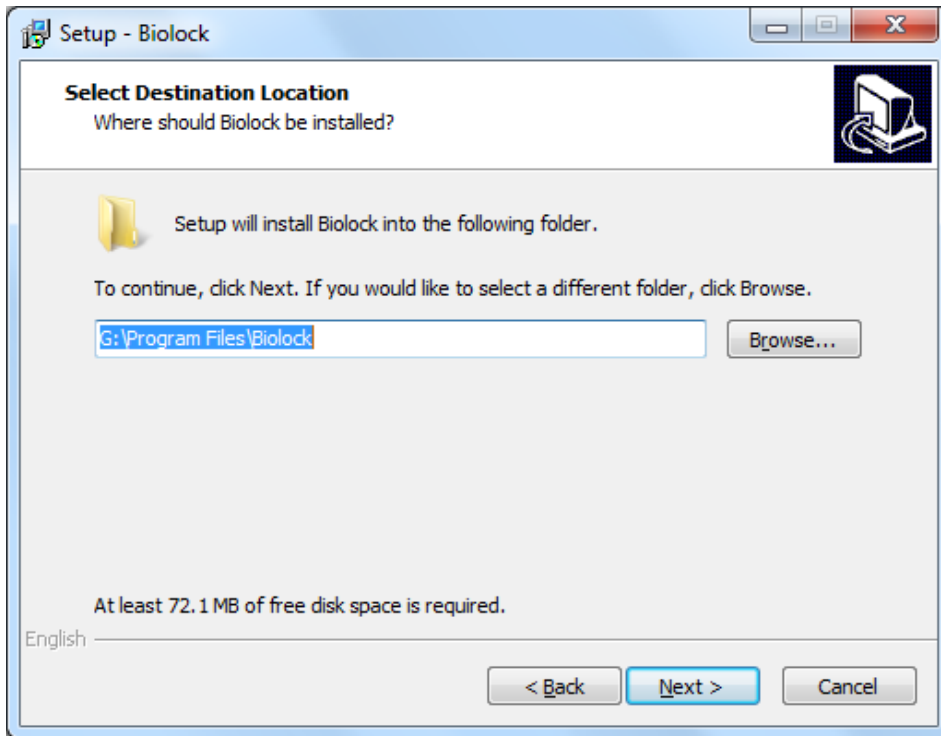 Setup - Biolock
Select Destination Location
Where should Biolock be installed?
Setup will install Biolock into the following folder.
To continue, click Next. If you would like to select a different folder, click Browse.
G:\Program Files\Biolock
Browse...
At least 72.1 MB of free disk space is required.
English
< Back
Next >
Cancel